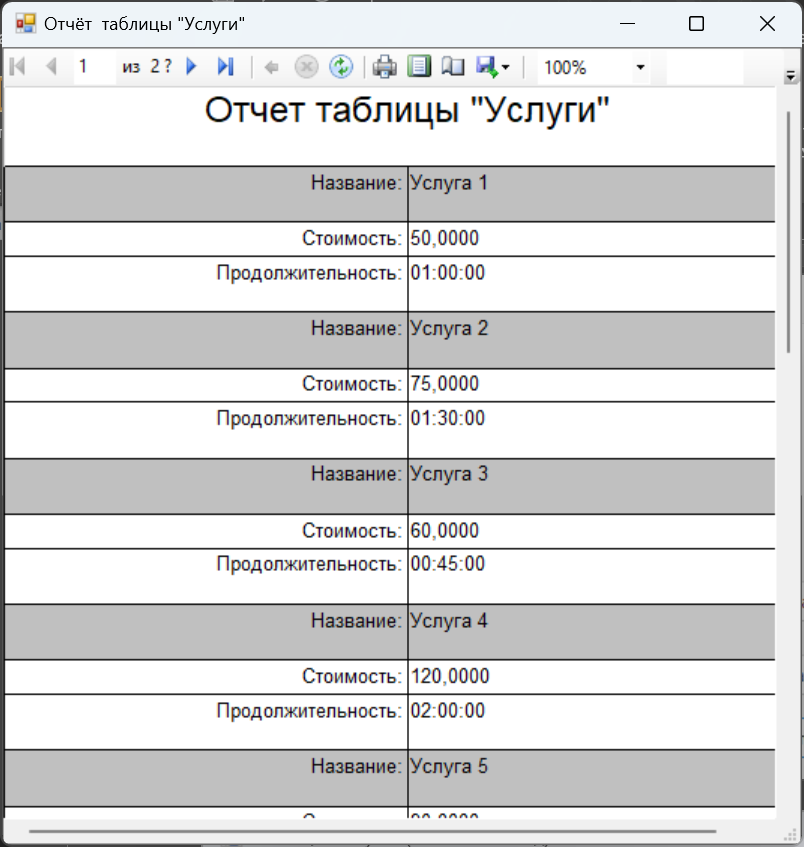 Отчёт таблицы "Услуги"
1 из 2 ? 100%
Отчет таблицы "Услуги"
Название: Услуга 1
Стоимость: 50,0000
Продолжительность: 01:00:00
Название: Услуга 2
Стоимость: 75,0000
Продолжительность: 01:30:00
Название: Услуга 3
Стоимость: 60,0000
Продолжительность: 00:45:00
Название: Услуга 4
Стоимость: 120,0000
Продолжительность: 02:00:00
Название: Услуга 5